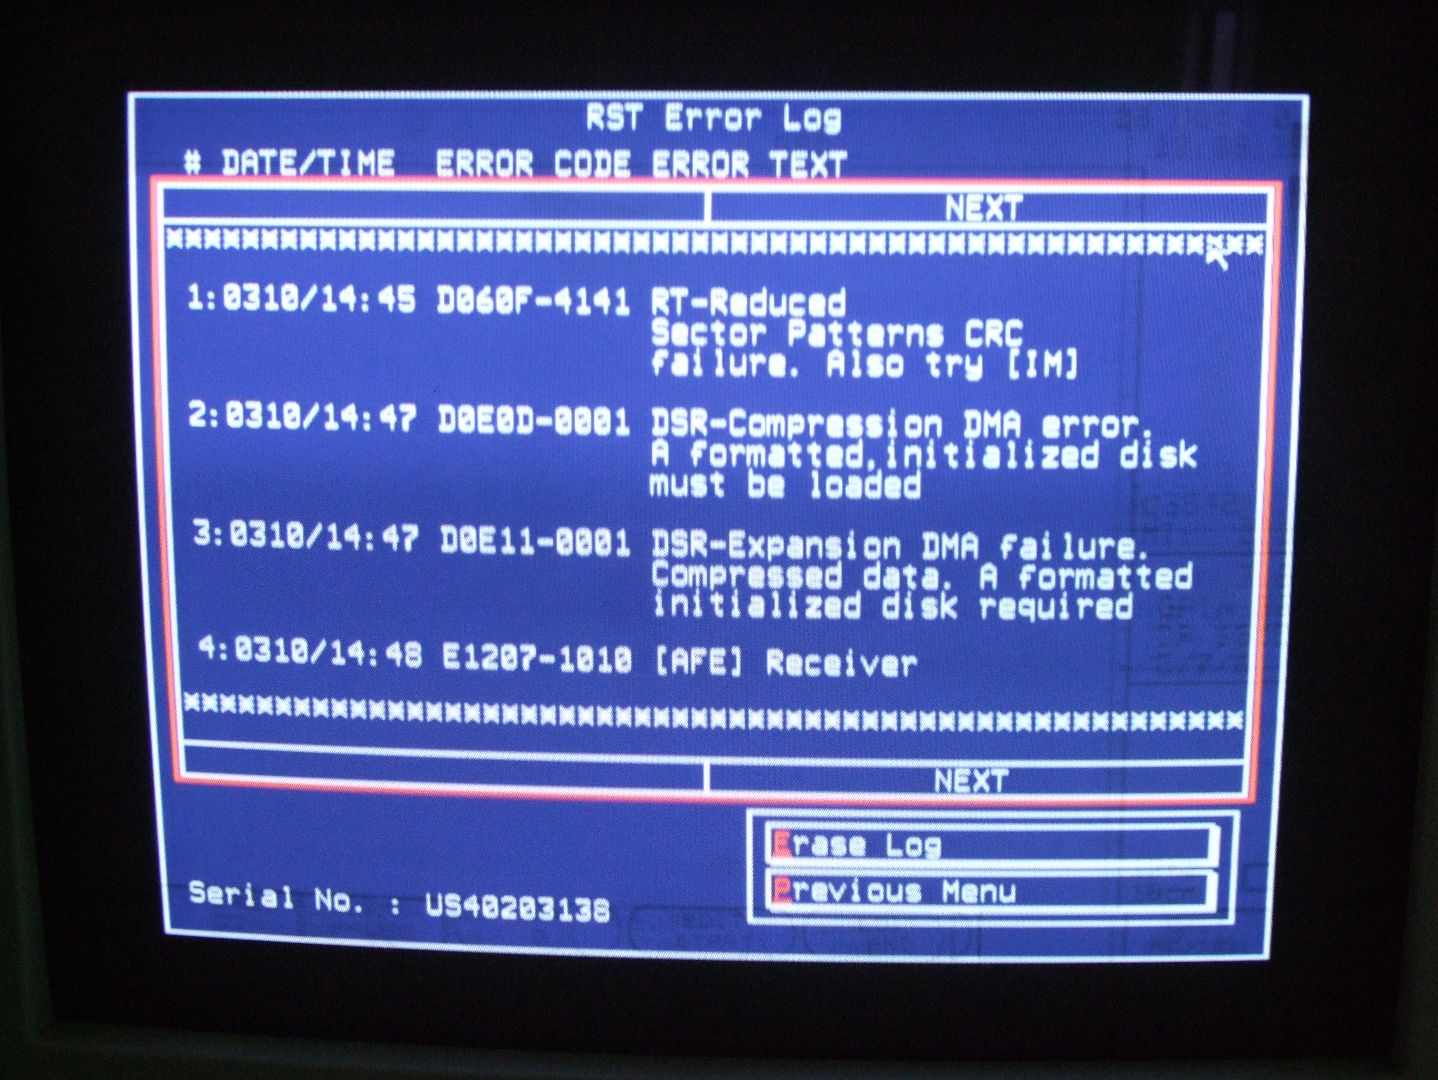 RST Error Log
# DATE/TIME ERROR CODE ERROR TEXT
NEXT
××××××××××××××××××××××××××××××××××××××××××××××××××××××××
1:0310/14:45 D060F-4141 RT-Reduced
Sector Patterns CRC
failure. Also try [IM]
2:0310/14:47 D0E0D-0001 DSR-Compression DMA error.
A formatted,initialized disk
must be loaded
3:0310/14:47 D0E11-0001 DSR-Expansion DMA failure.
Compressed data. A formatted
initialized disk required
4:0310/14:48 E1207-1010 [AFE] Receiver
××××××××××××××××××××××××××××××××××××××××××××××××××××××××
NEXT
Erase Log
Previous Menu
Serial No. : US40203138